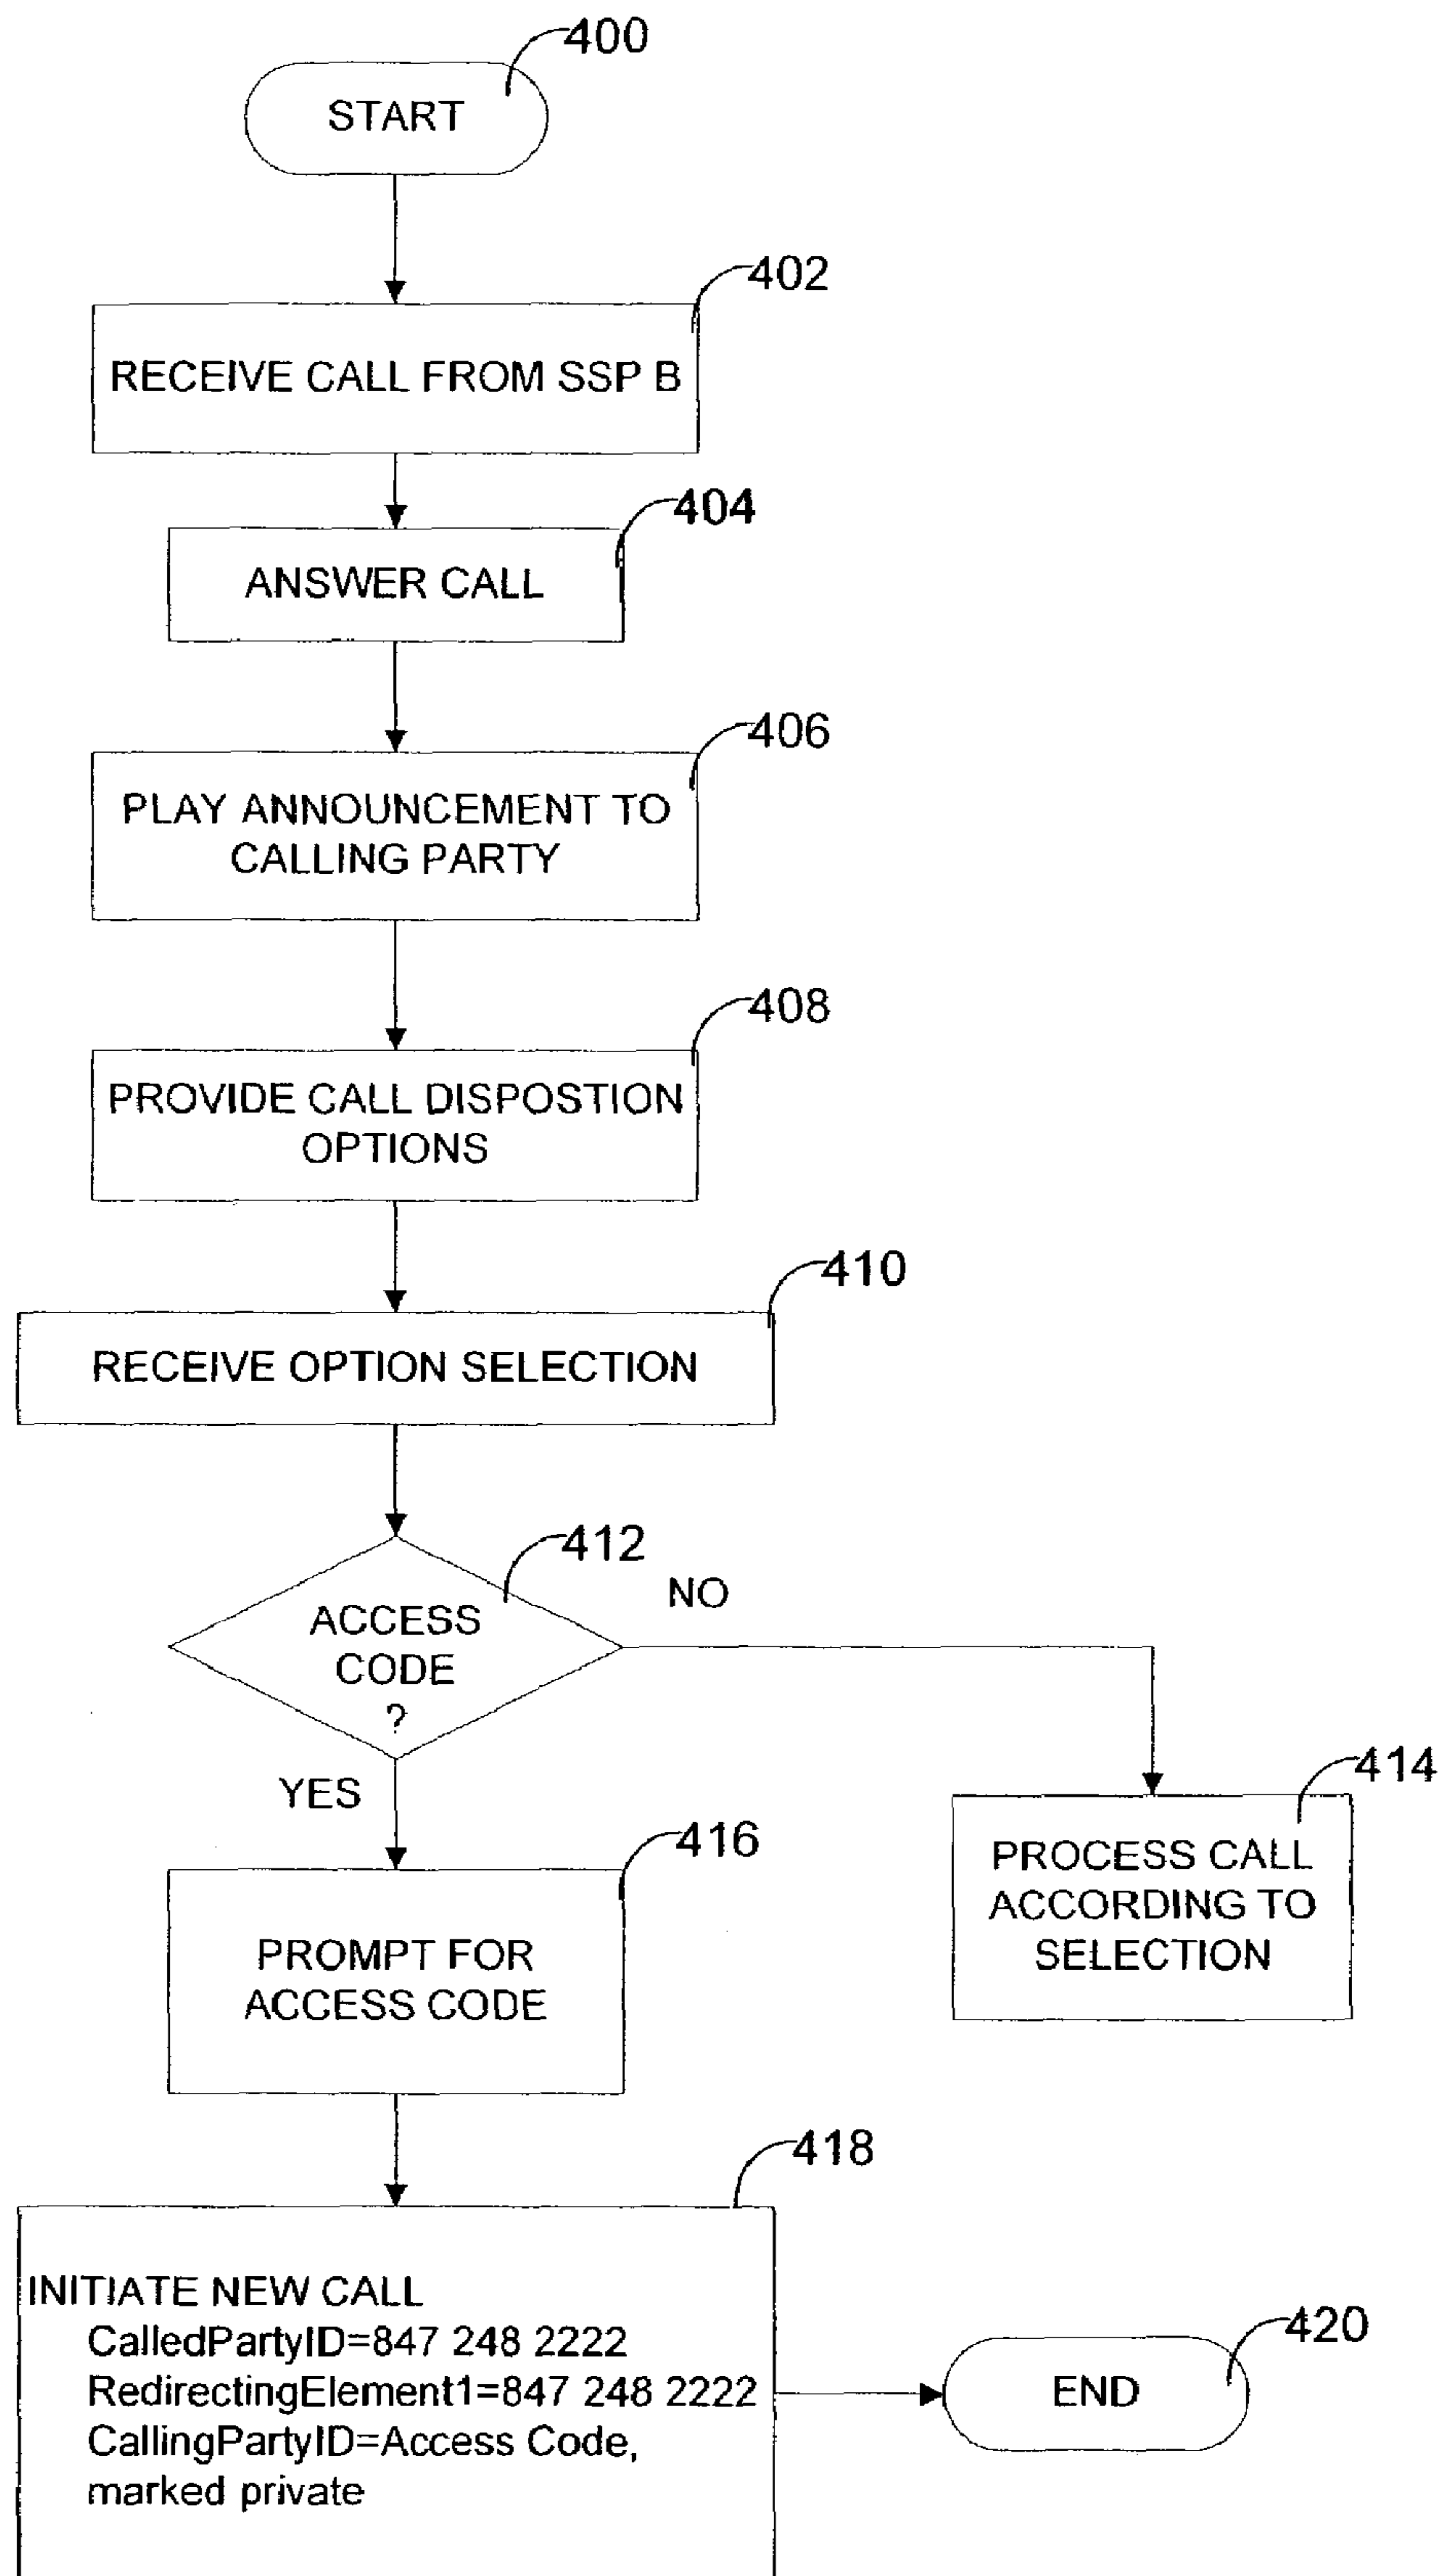 400
START
402
RECEIVE CALL FROM SSP B
404
ANSWER CALL
406
PLAY ANNOUNCEMENT TO
CALLING PARTY
408
PROVIDE CALL DISPOSTION
OPTIONS
410
RECEIVE OPTION SELECTION
412
NO
ACCESS
CODE
?
YES
414
PROCESS CALL
ACCORDING TO
SELECTION
416
PROMPT FOR
ACCESS CODE
418
INITIATE NEW CALL
CalledPartyID=847 248 2222
RedirectingElement1=847 248 2222
CallingPartyID=Access Code,
marked private
420
END